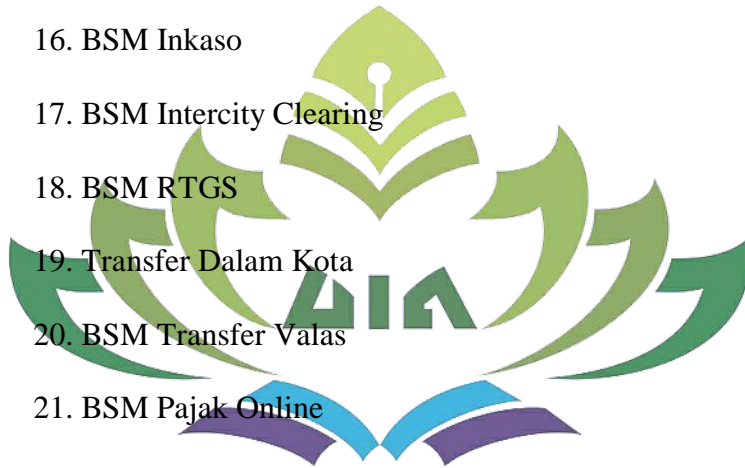 16. BSM Inkaso
17. BSM Intercity Clearing
18. BSM RTGS
19. Transfer Dalam Kota
UIN
20. BSM Transfer Valas
21. BSM Pajak Online